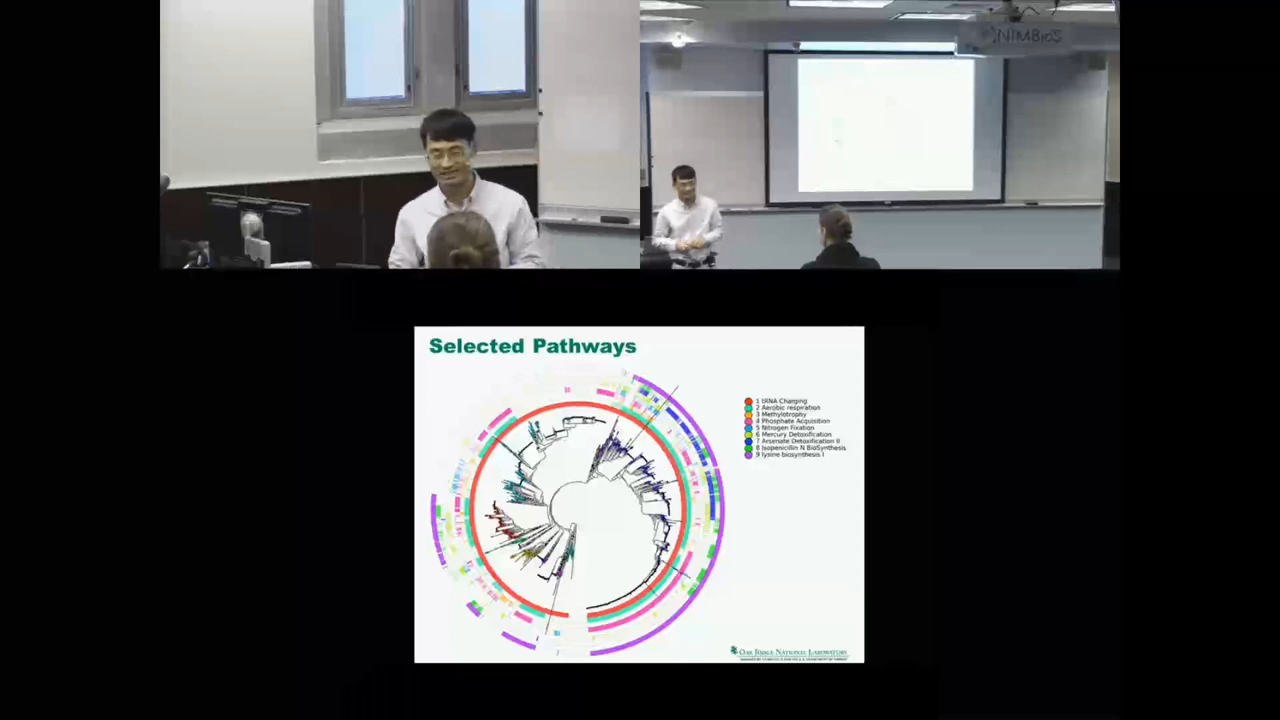 NIMBioS
Selected Pathways
1 tRNA Charging
2 Aerobic respiration
3 Methylotrophy
4 Phosphate Acquisition
5 Nitrogen Fixation
6 Mercury Detoxification
7 Arsenate Detoxification II
8 Isopenicillin N BioSynthesis
9 lysine biosynthesis I
OAK RIDGE NATIONAL LABORATORY